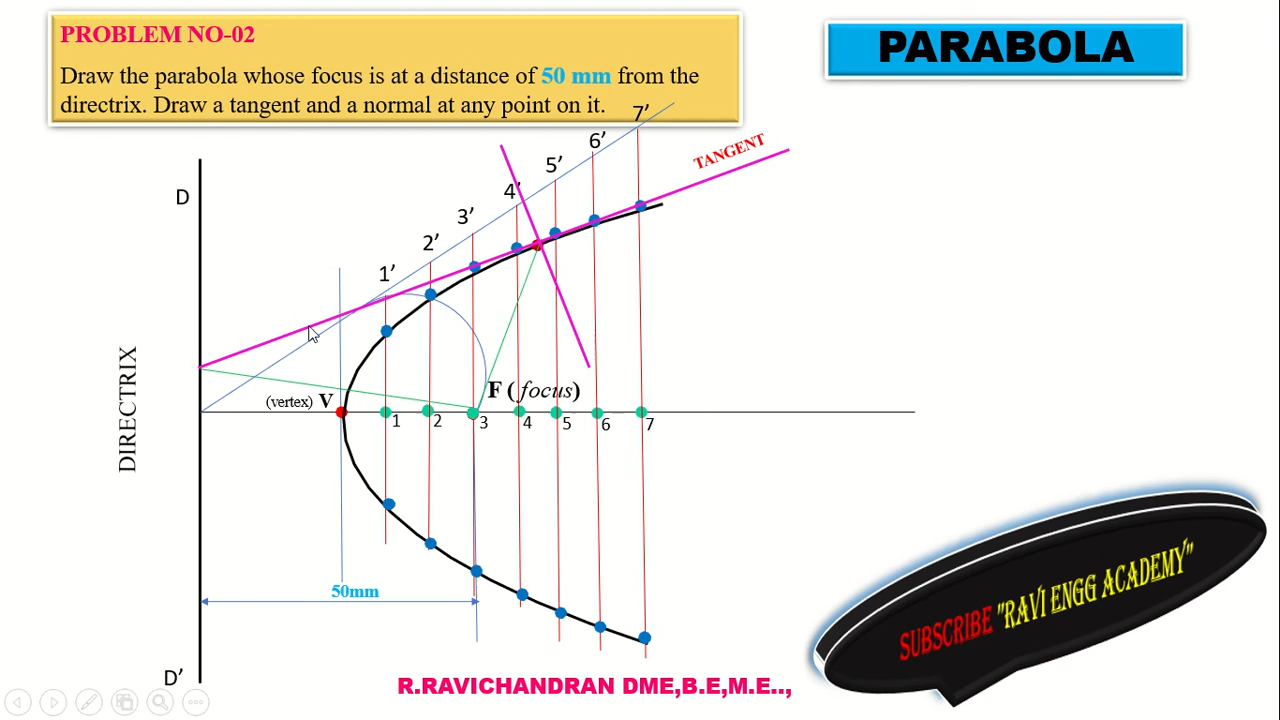 PROBLEM NO-02
Draw the parabola whose focus is at a distance of 50 mm from the
directrix. Draw a tangent and a normal at any point on it.
PARABOLA
7'
6'
5'
4'
3'
2'
1'
TANGENT
D
DIRECTRIX
(vertex) V
F ( focus)
1 2 3 4 5 6 7
50mm
D'
R.RAVICHANDRAN DME,B.E,M.E..,
SUBSCRIBE "RAVI ENGG ACADEMY"